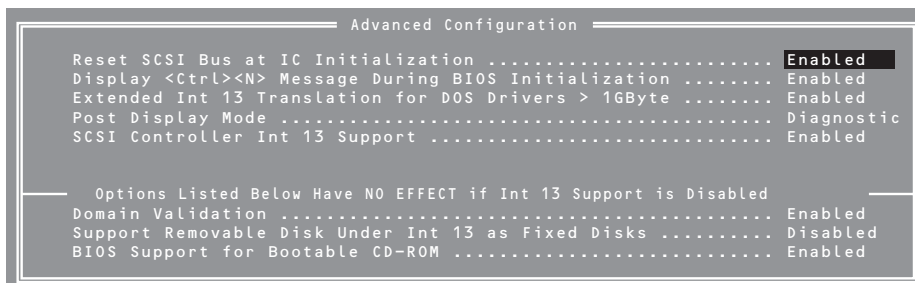 Advanced Configuration
Reset SCSI Bus at IC Initialization ......................... Enabled
Display <Ctrl><N> Message During BIOS Initialization ........ Enabled
Extended Int 13 Translation for DOS Drivers > 1GByte ........ Enabled
Post Display Mode ........................................... Diagnostic
SCSI Controller Int 13 Support .............................. Enabled
Options Listed Below Have NO EFFECT if Int 13 Support is Disabled
Domain Validation ........................................... Enabled
Support Removable Disk Under Int 13 as Fixed Disks .......... Disabled
BIOS Support for Bootable CD-ROM ............................ Enabled